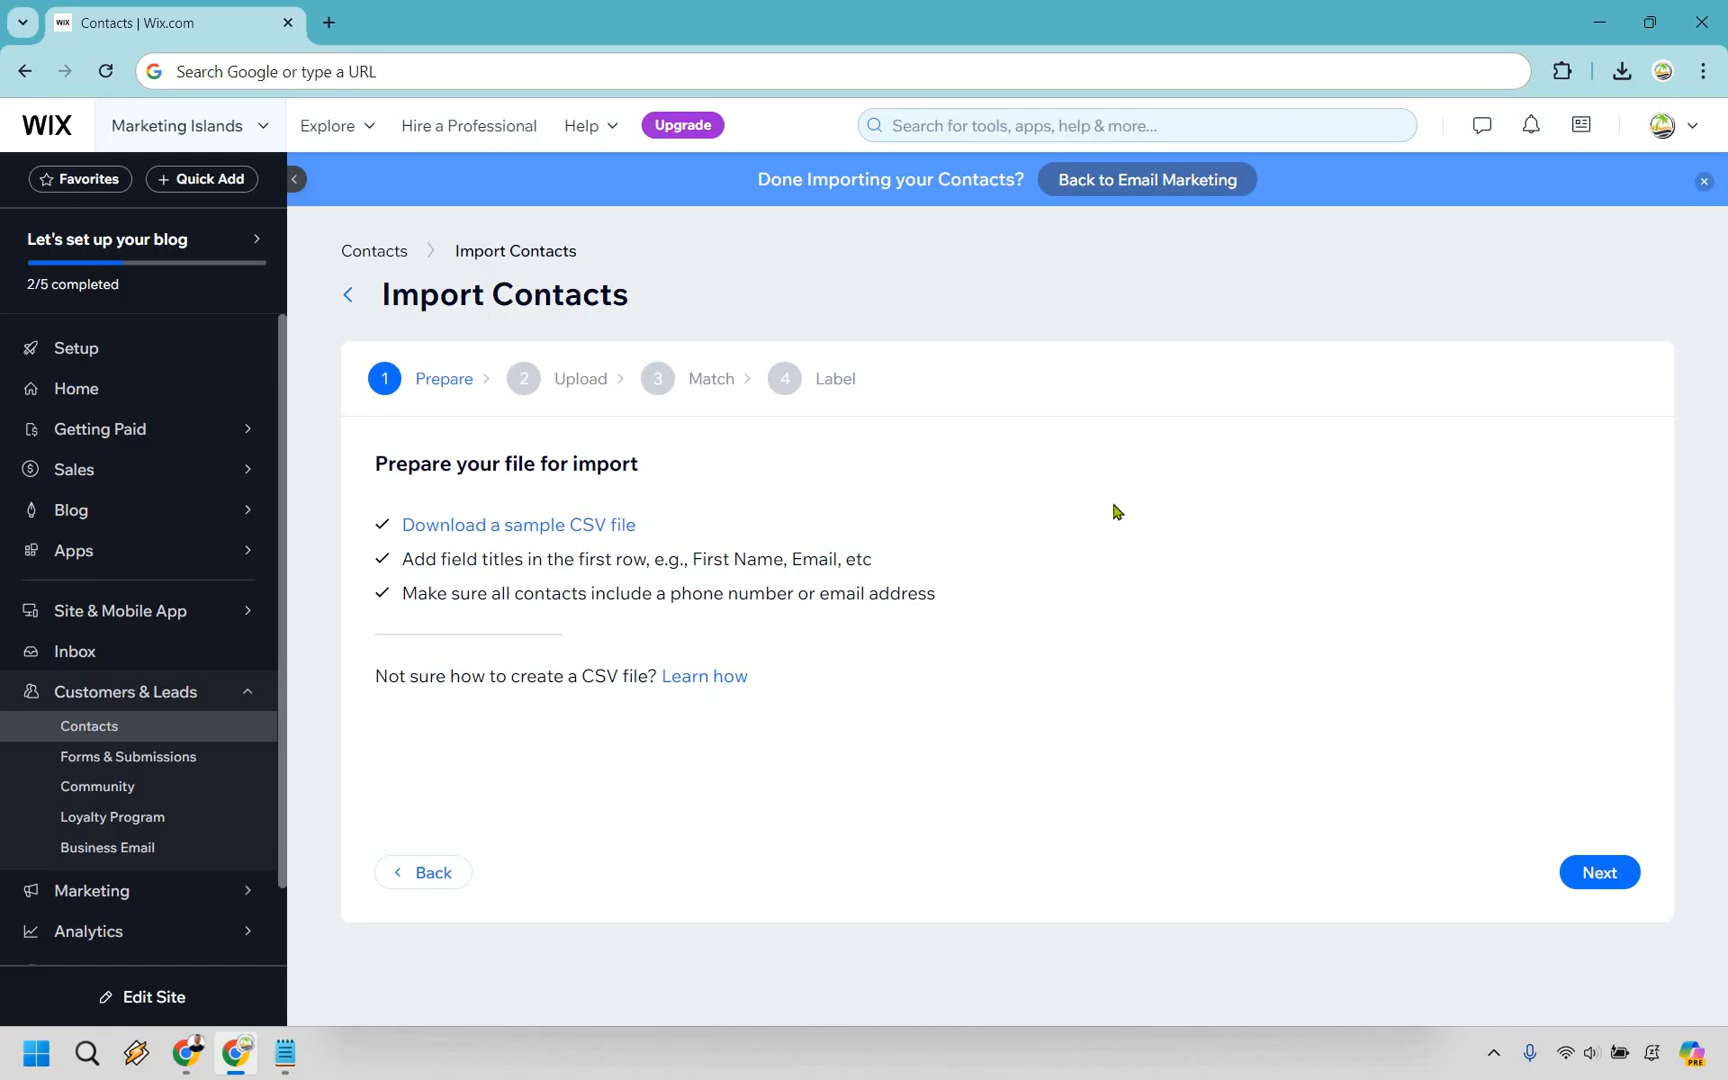 WIX Contacts | Wix.com
Search Google or type a URL
WIX
Marketing Islands
Explore
Hire a Professional
Help
Upgrade
Search for tools, apps, help & more...
Favorites
Quick Add
Done Importing your Contacts?
Back to Email Marketing
Let's set up your blog
2/5 completed
Setup
Home
Getting Paid
Sales
Blog
Apps
Site & Mobile App
Inbox
Customers & Leads
Contacts
Forms & Submissions
Community
Loyalty Program
Business Email
Marketing
Analytics
Edit Site
Contacts
Import Contacts
Import Contacts
1 Prepare
2 Upload
3 Match
4 Label
Prepare your file for import
Download a sample CSV file
Add field titles in the first row, e.g., First Name, Email, etc
Make sure all contacts include a phone number or email address
Not sure how to create a CSV file? Learn how
Back
Next
PRE